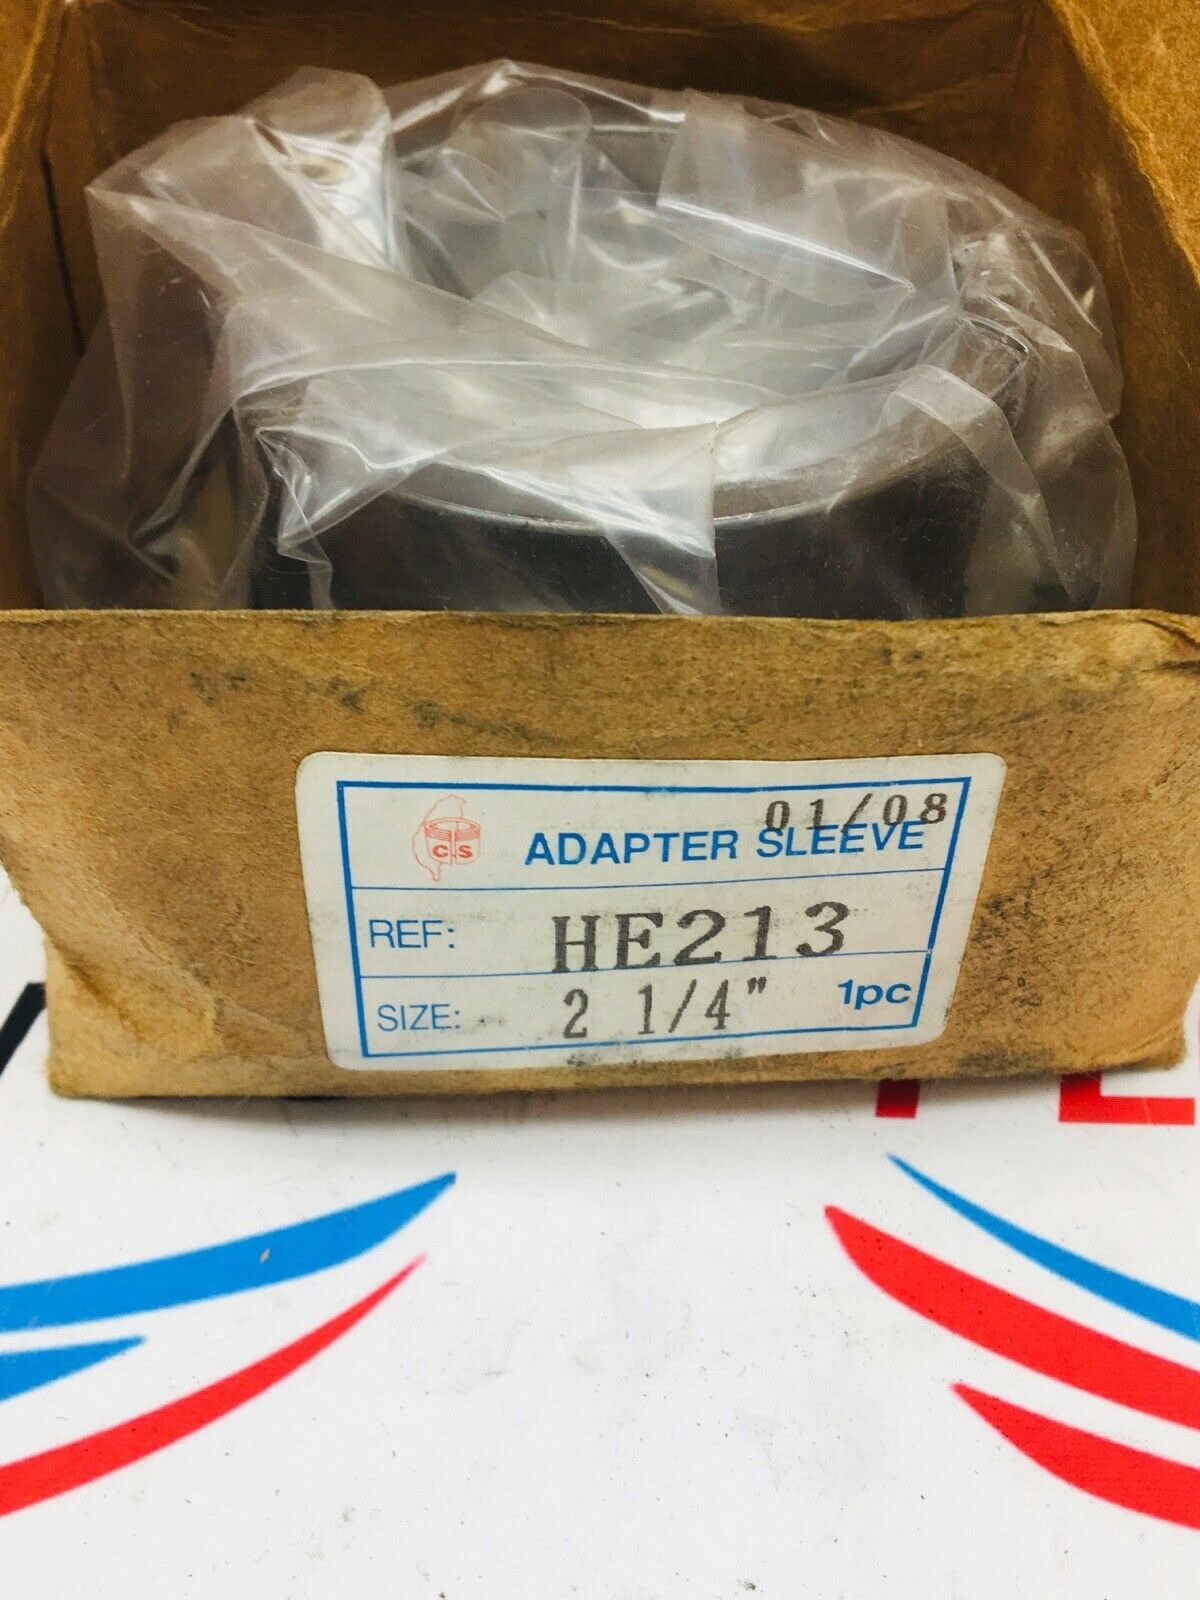 01/08
C&S ADAPTER SLEEVE
REF: HE213
SIZE: 2 1/4" 1pc